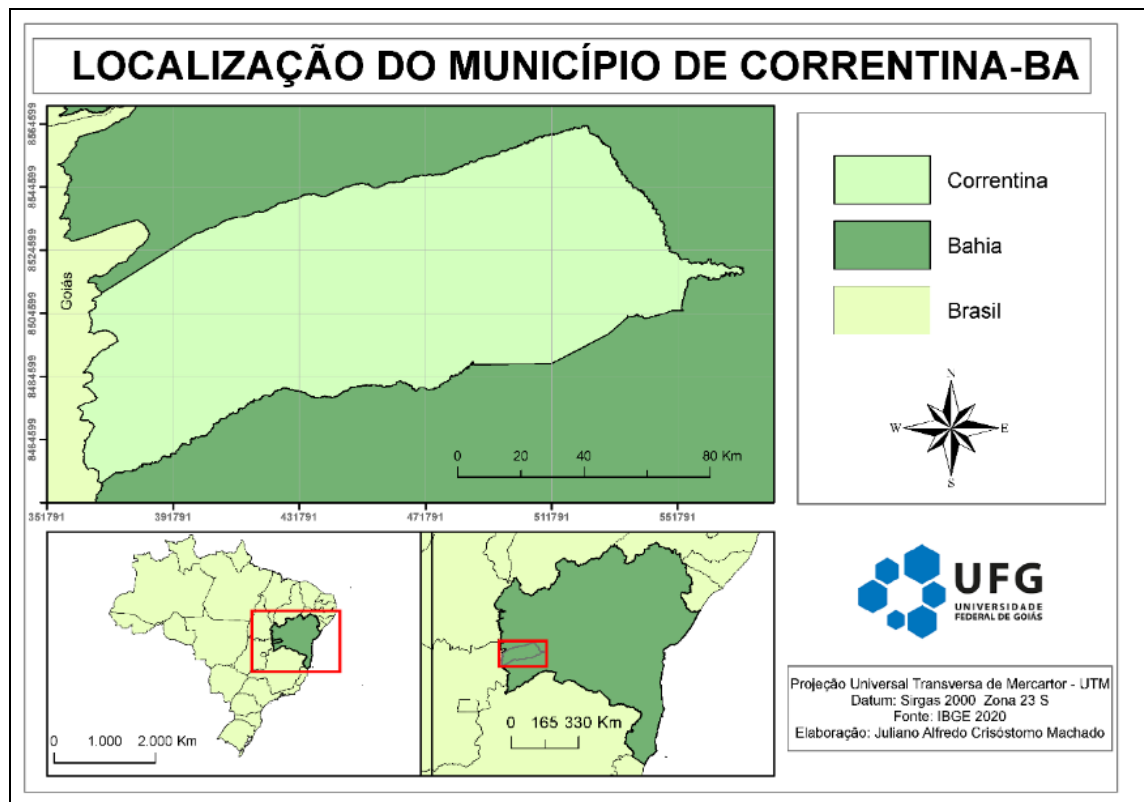 LOCALIZAÇÃO DO MUNICÍPIO DE CORRENTINA-BA
8564599
8544599
8524599
8504599
8484599
8464599
Goiás
0 20 40 80 Km
351791 391791 431791 471791 511791 551791
Correntina
Bahia
Brasil
N
W E
S
0 1.000 2.000 Km
0 165 330 Km
UFG
UNIVERSIDADE
FEDERAL DE GOIÁS
Projeção Universal Transversa de Mercartor - UTM
Datum: Sirgas 2000 Zona 23 S
Fonte: IBGE 2020
Elaboração: Juliano Alfredo Crisóstomo Machado